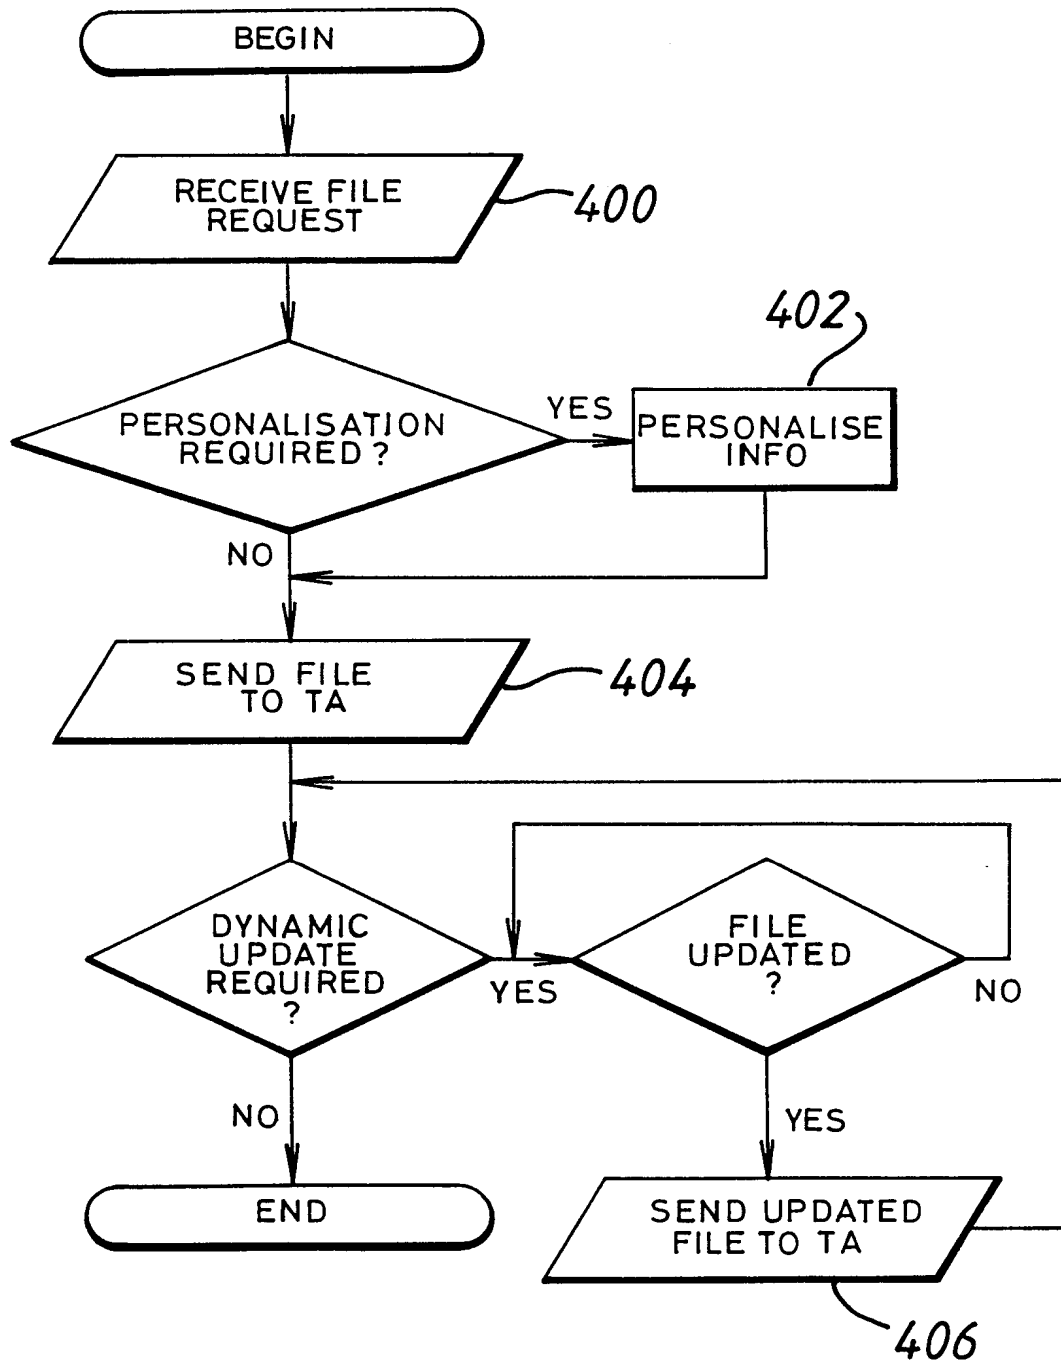 BEGIN
RECEIVE FILE
REQUEST
400
402
PERSONALISATION
REQUIRED ?
YES
PERSONALISE
INFO
NO
SEND FILE
TO TA
404
DYNAMIC
UPDATE
REQUIRED
?
YES
FILE
UPDATED
?
NO
NO
YES
END
SEND UPDATED
FILE TO TA
406